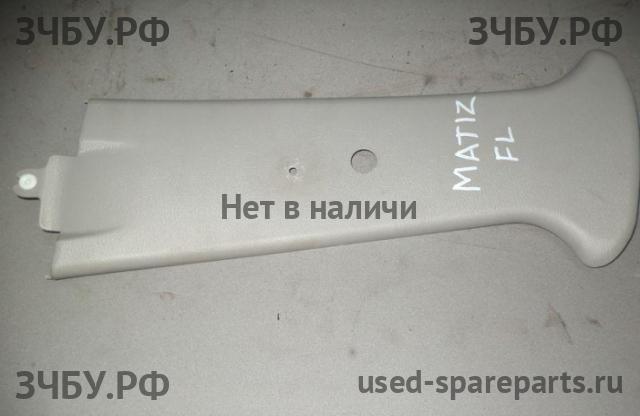 ЗЧБУ.РФ
ЗЧБУ.РФ
MATIZ
FL
Нет в наличи
ЗЧБУ.РФ
used-spareparts.ru